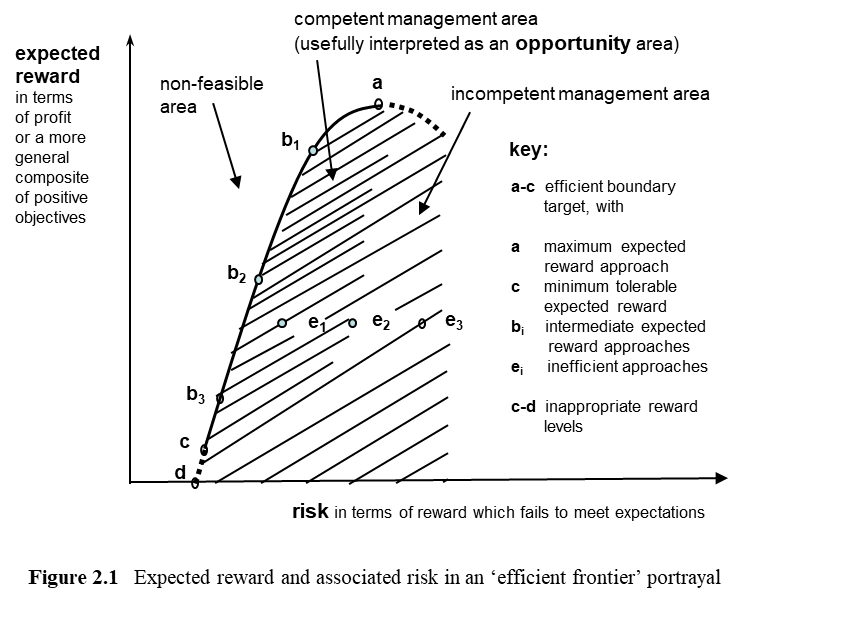 competent management area
(usefully interpreted as an opportunity area)
expected
reward
in terms
of profit
or a more
general
composite
of positive
objectives
non-feasible
area
a
incompetent management area
b1
b2
e1
e2
e3
b3
c
d
key:
a-c efficient boundary
target, with
a maximum expected
reward approach
c minimum tolerable
expected reward
bi intermediate expected
reward approaches
ei inefficient approaches
c-d inappropriate reward
levels
risk in terms of reward which fails to meet expectations
Figure 2.1 Expected reward and associated risk in an ‘efficient frontier’ portrayal